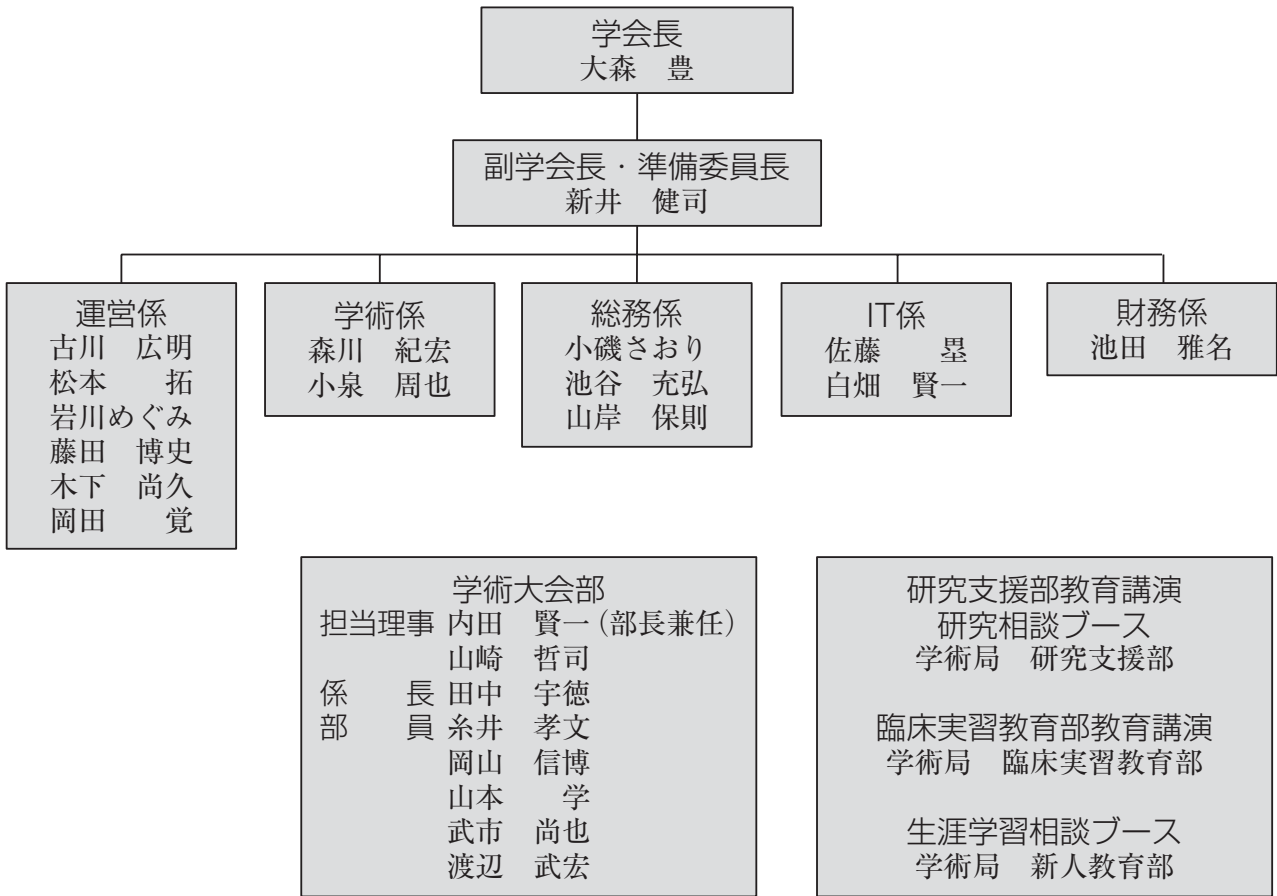 学会長
大森　豊
副学会長・準備委員長
新井　健司
運営係
古川　広明
松本　　拓
岩川めぐみ
藤田　博史
木下　尚久
岡田　　覚
学術係
森川　紀宏
小泉　周也
総務係
小磯さおり
池谷　充弘
山岸　保則
IT係
佐藤　　塁
白畑　賢一
財務係
池田　雅名
学術大会部
担当理事 内田　賢一（部長兼任）
山崎　哲司
係　　長 田中　宇徳
部　　員 糸井　孝文
岡山　信博
山本　　学
武市　尚也
渡辺　武宏
研究支援部教育講演
研究相談ブース
学術局　研究支援部
臨床実習教育部教育講演
学術局　臨床実習教育部
生涯学習相談ブース
学術局　新人教育部